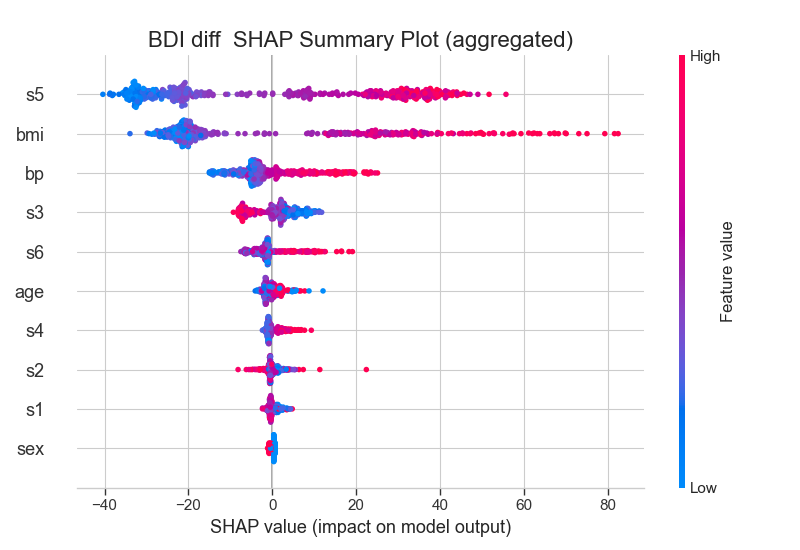 BDI diff  SHAP Summary Plot (aggregated)
High
s5
bmi
bp
s3
s6
age
s4
s2
s1
sex
Feature value
Low
−40 −20 0 20 40 60 80
SHAP value (impact on model output)